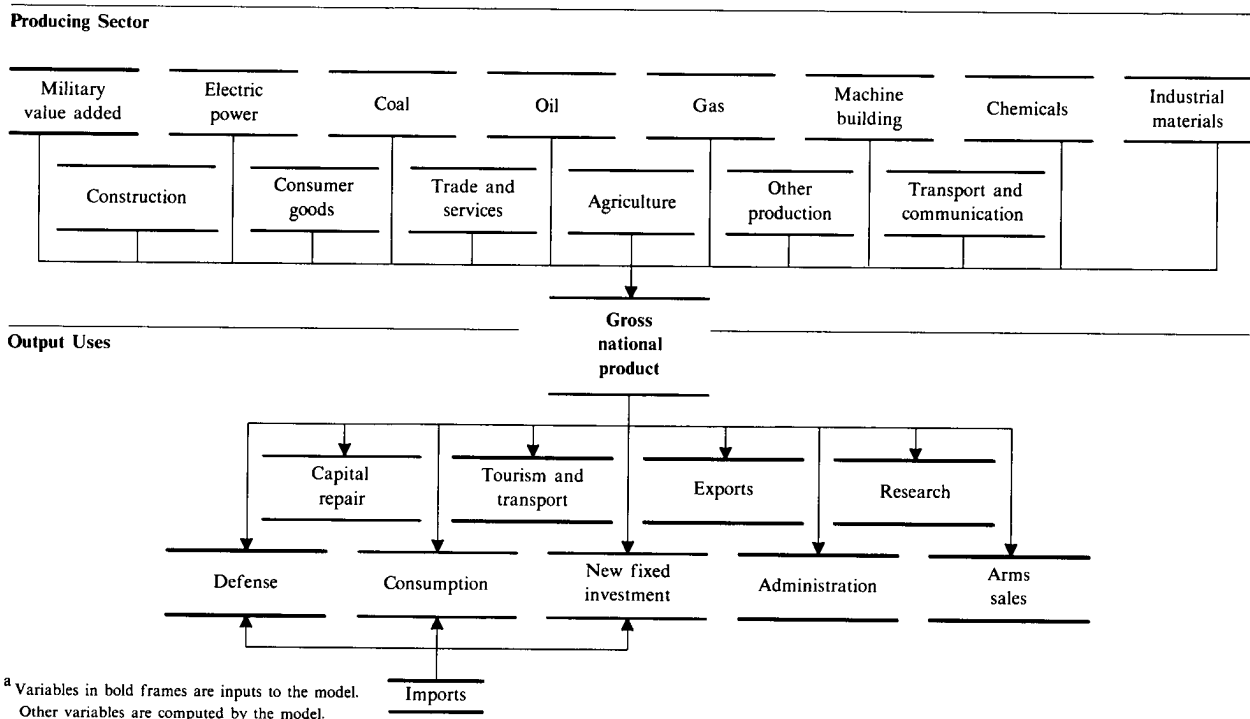 Producing Sector
Military
value added
Electric
power
Coal
Oil
Gas
Machine
building
Chemicals
Industrial
materials
Construction
Consumer
goods
Trade and
services
Agriculture
Other
production
Transport and
communication
Gross
national
product
Output Uses
Capital
repair
Tourism and
transport
Exports
Research
Defense
Consumption
New fixed
investment
Administration
Arms
sales
Imports
a Variables in bold frames are inputs to the model.
Other variables are computed by the model.